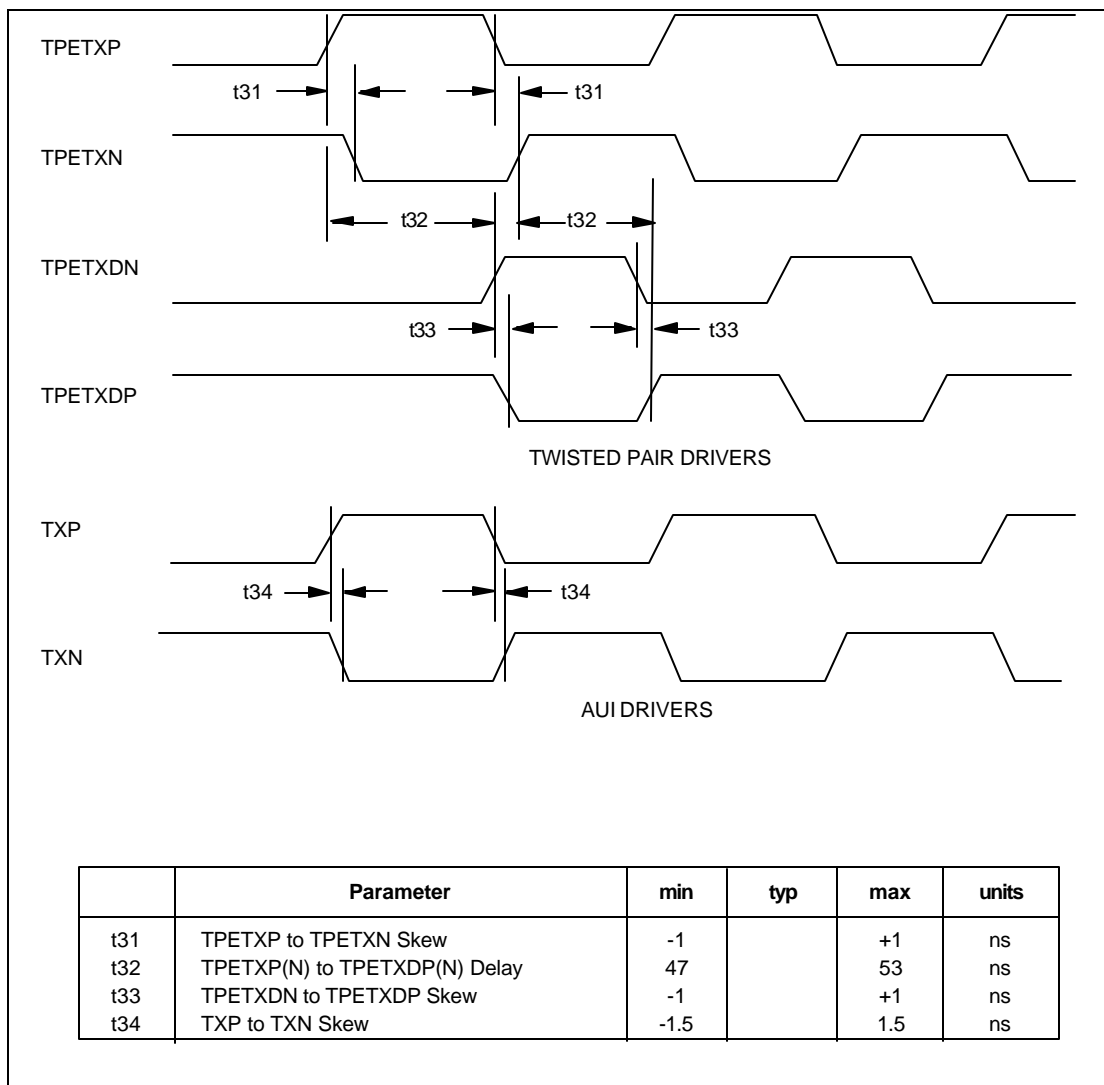 TPETXP
t31 t31
TPETXN
t32 t32
TPETXDN
t33 t33
TPETXDP
TWISTED PAIR DRIVERS
TXP
t34 t34
TXN
AUI DRIVERS
Parameter min typ max units
t31 TPETXP to TPETXN Skew -1 +1 ns
t32 TPETXP(N) to TPETXDP(N) Delay 47 53 ns
t33 TPETXDN to TPETXDP Skew -1 +1 ns
t34 TXP to TXN Skew -1.5 1.5 ns